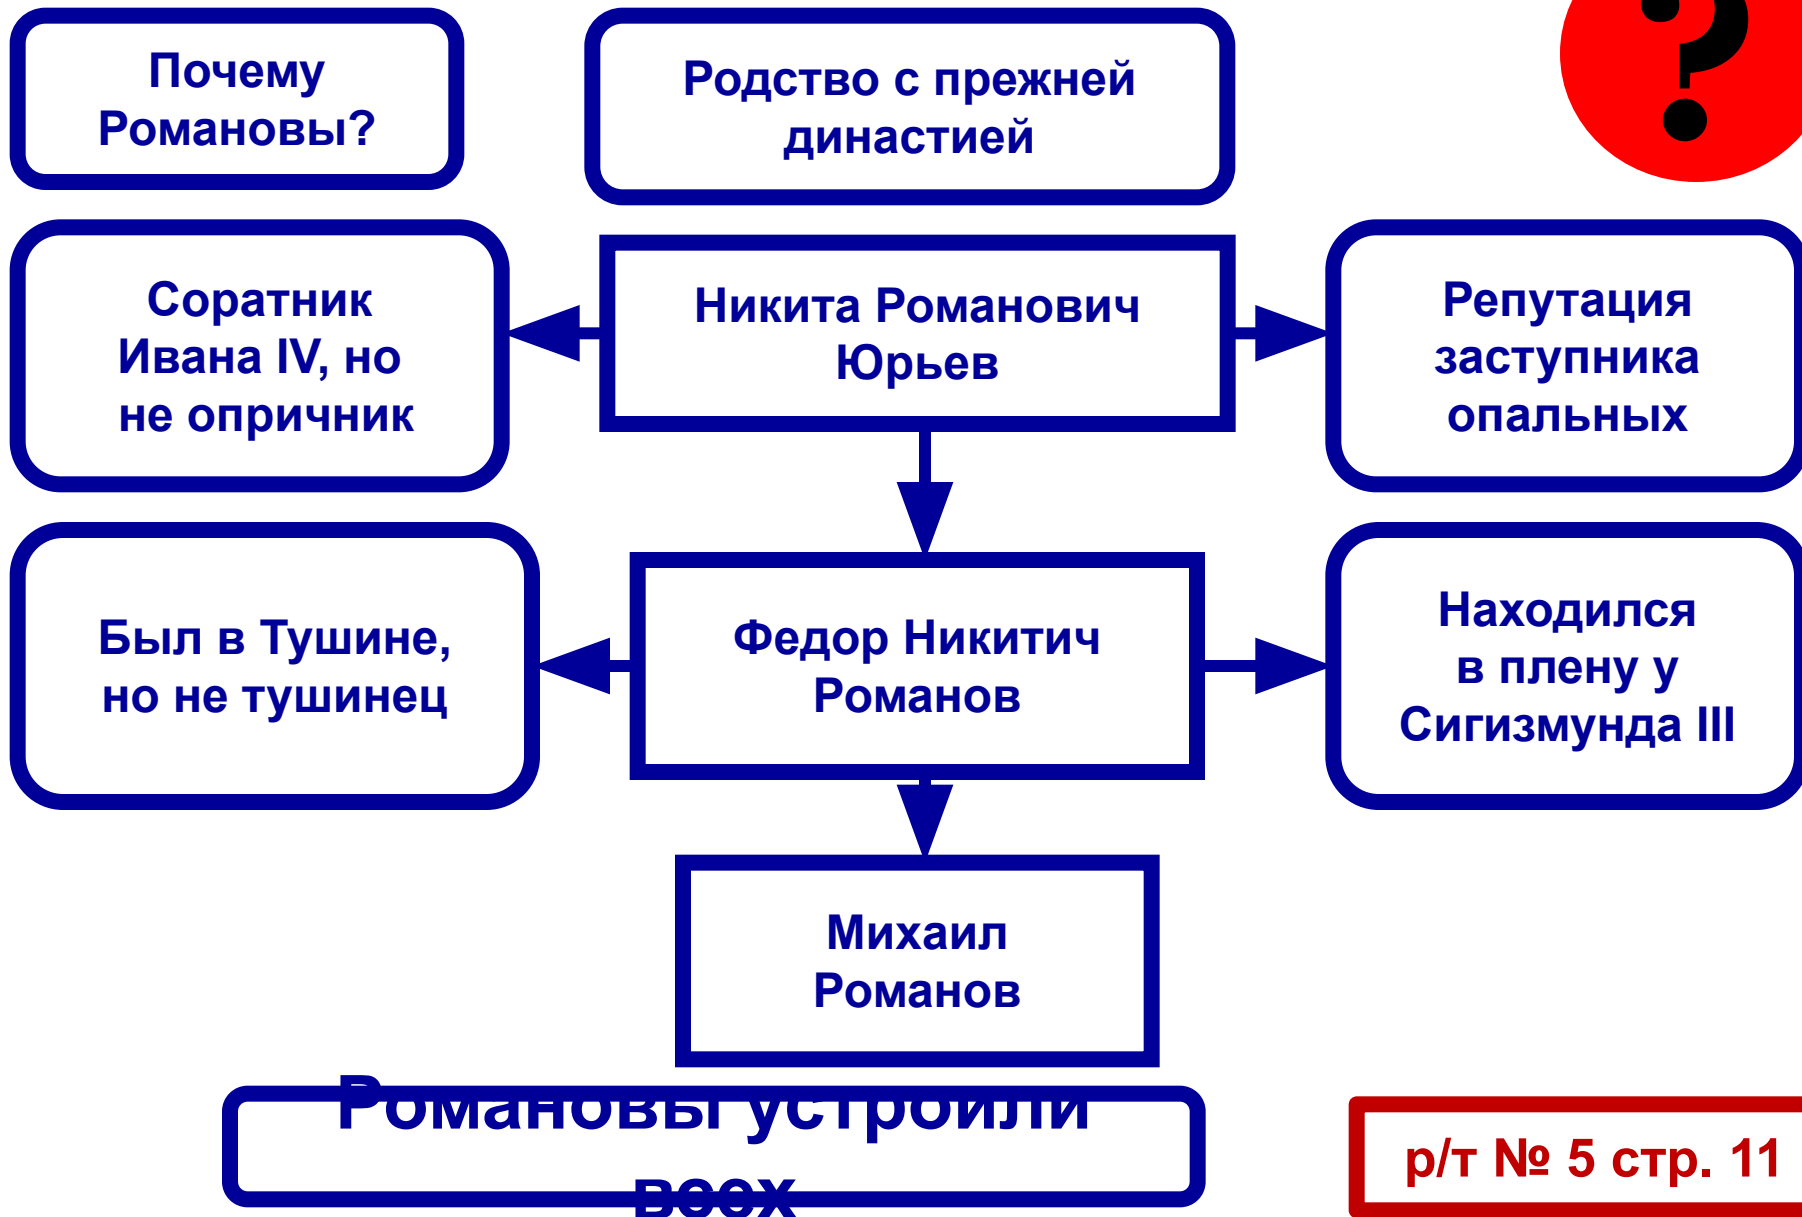 Почему
Романовы?
Родство с прежней
династией
?
Соратник
Ивана IV, но
не опричник
Никита Романович
Юрьев
Репутация
заступника
опальных
Был в Тушине,
но не тушинец
Федор Никитич
Романов
Находился
в плену у
Сигизмунда III
Михаил
Романов
Романовы устроили
всех
р/т № 5 стр. 11